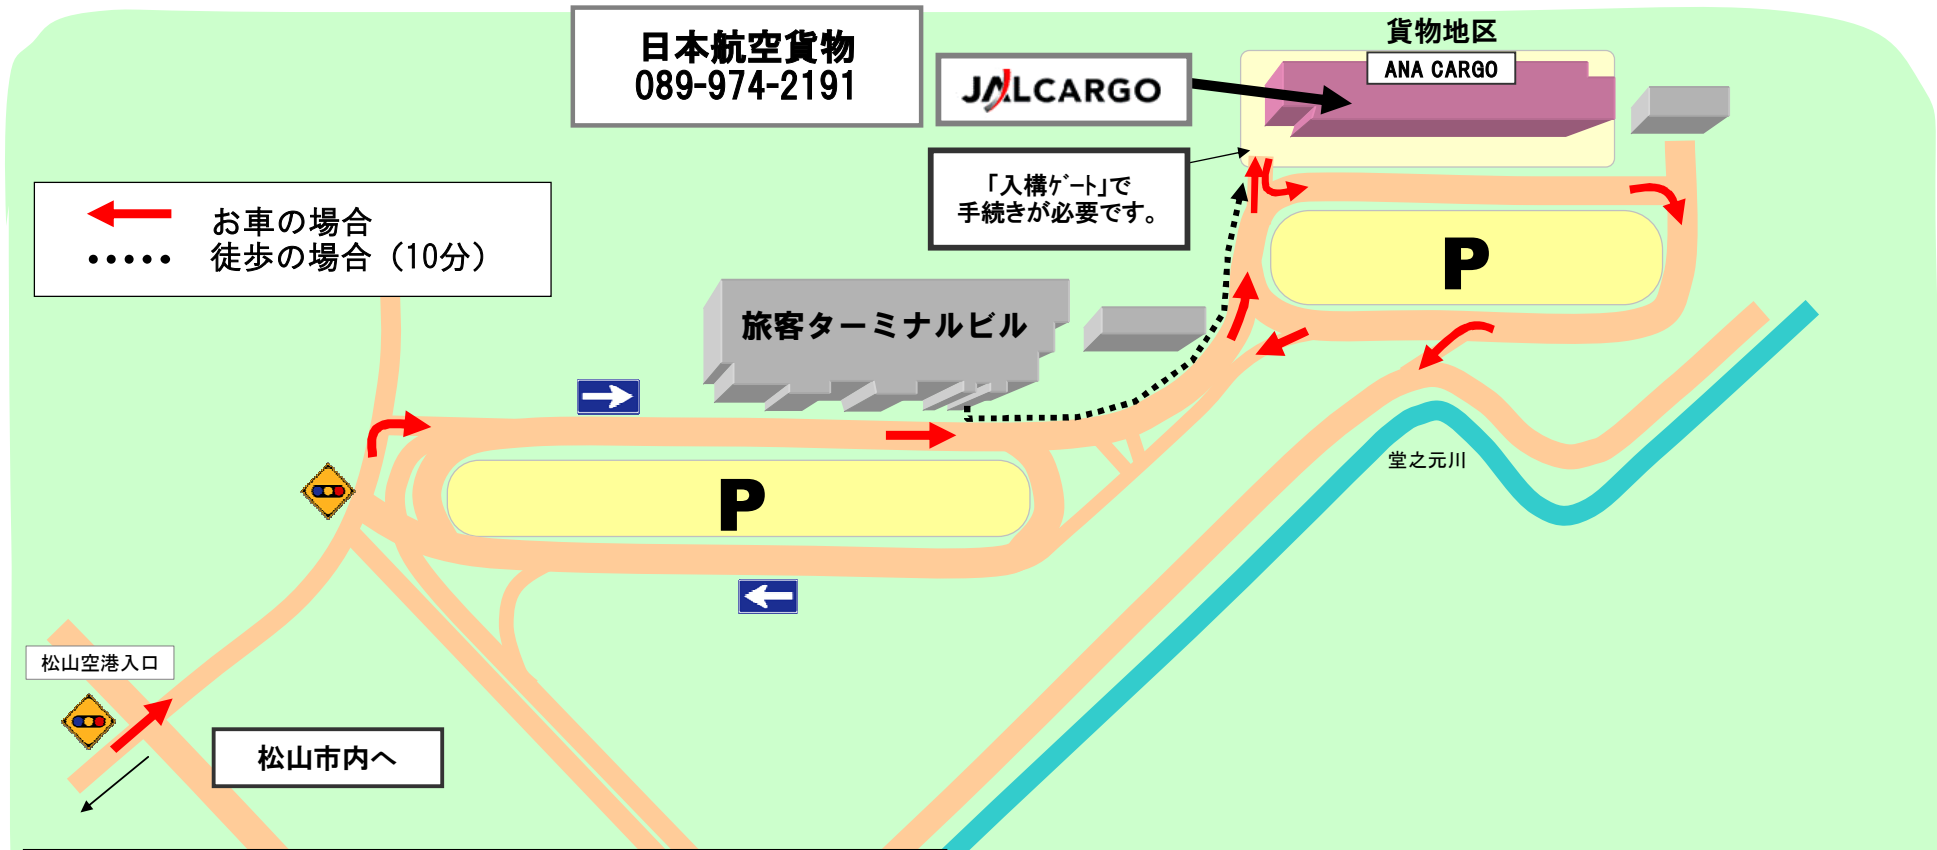 日本航空貨物
089-974-2191
JALCARGO
貨物地区
ANA CARGO
「入構ｹﾞｰﾄ」で
手続きが必要です。
お車の場合
徒歩の場合（10分）
旅客ターミナルビル
P
P
堂之元川
松山空港入口
松山市内へ